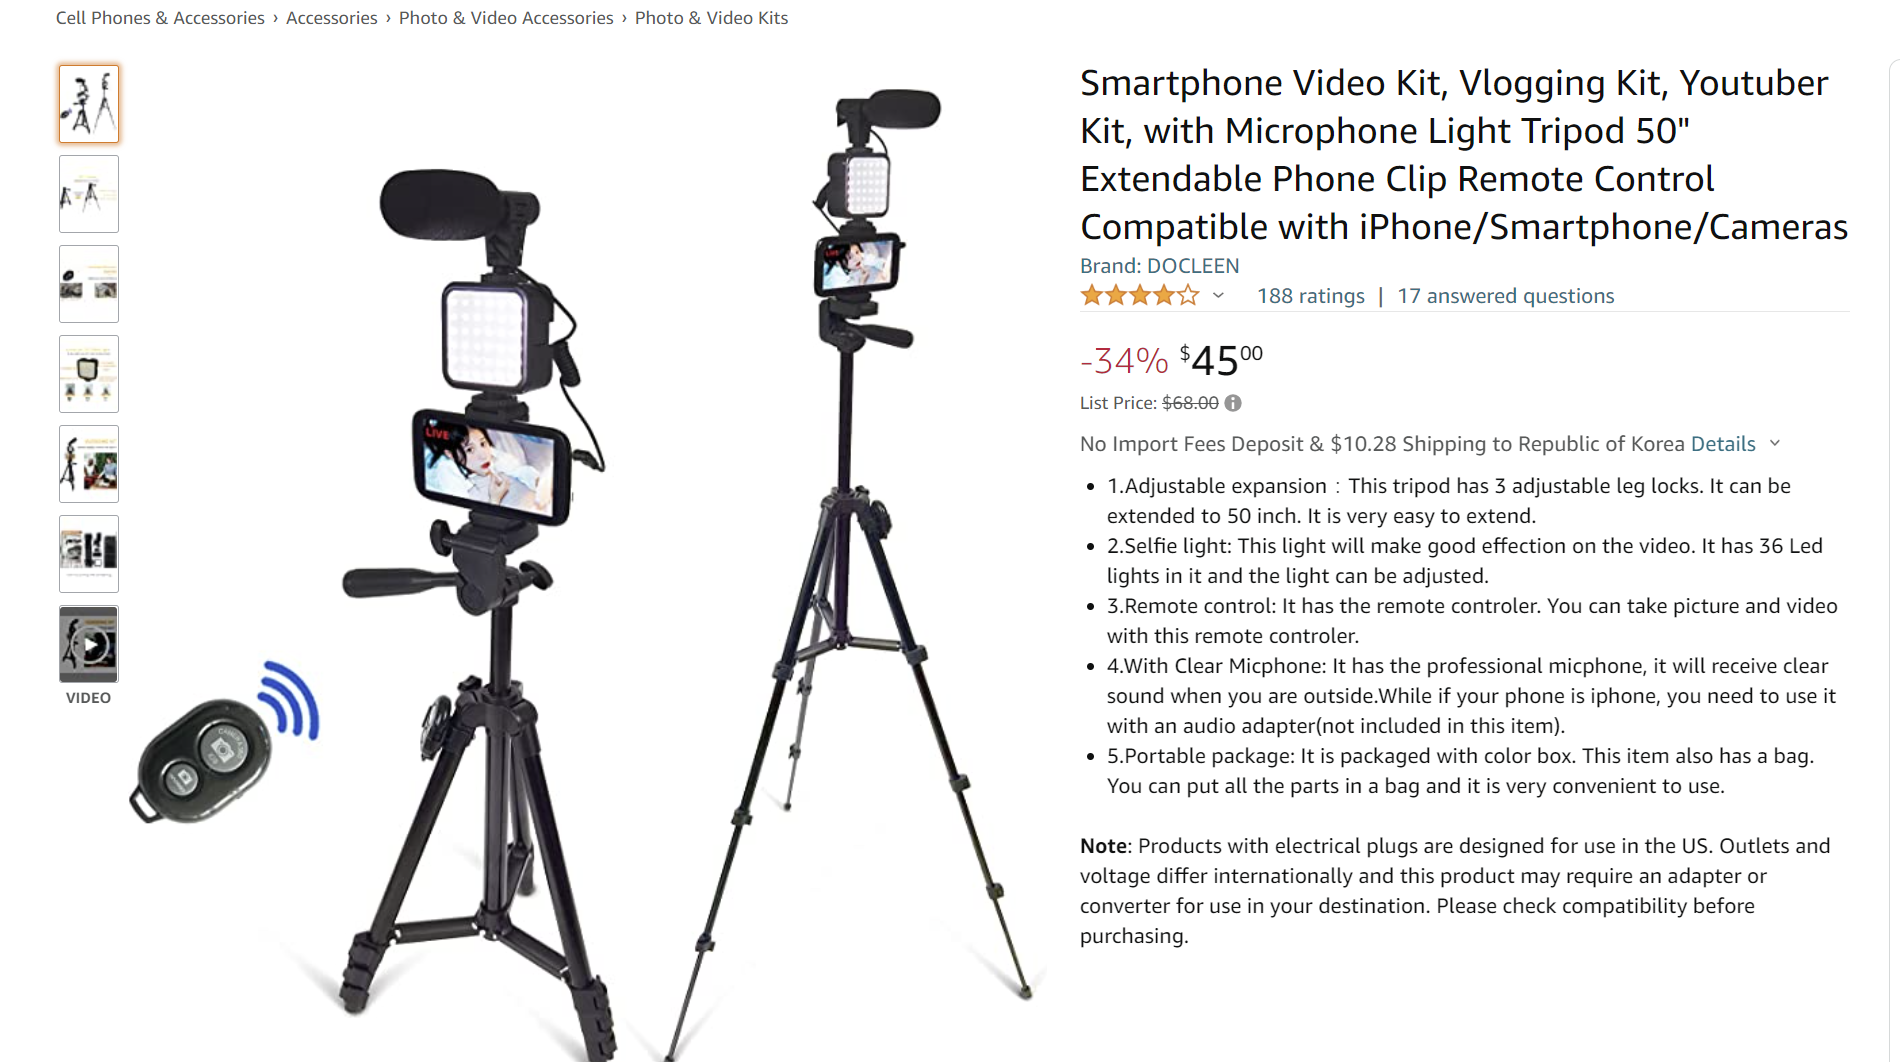 Cell Phones & Accessories › Accessories › Photo & Video Accessories › Photo & Video Kits
Smartphone Video Kit, Vlogging Kit, Youtuber
Kit, with Microphone Light Tripod 50"
Extendable Phone Clip Remote Control
Compatible with iPhone/Smartphone/Cameras
Brand: DOCLEEN
188 ratings | 17 answered questions
-34% $4500
List Price: $68.00
No Import Fees Deposit & $10.28 Shipping to Republic of Korea Details
• 1.Adjustable expansion：This tripod has 3 adjustable leg locks. It can be
extended to 50 inch. It is very easy to extend.
• 2.Selfie light: This light will make good effection on the video. It has 36 Led
lights in it and the light can be adjusted.
• 3.Remote control: It has the remote controler. You can take picture and video
with this remote controler.
• 4.With Clear Micphone: It has the professional micphone, it will receive clear
sound when you are outside.While if your phone is iphone, you need to use it
with an audio adapter(not included in this item).
• 5.Portable package: It is packaged with color box. This item also has a bag.
You can put all the parts in a bag and it is very convenient to use.
Note: Products with electrical plugs are designed for use in the US. Outlets and
voltage differ internationally and this product may require an adapter or
converter for use in your destination. Please check compatibility before
purchasing.
VIDEO
LIVE
LIVE